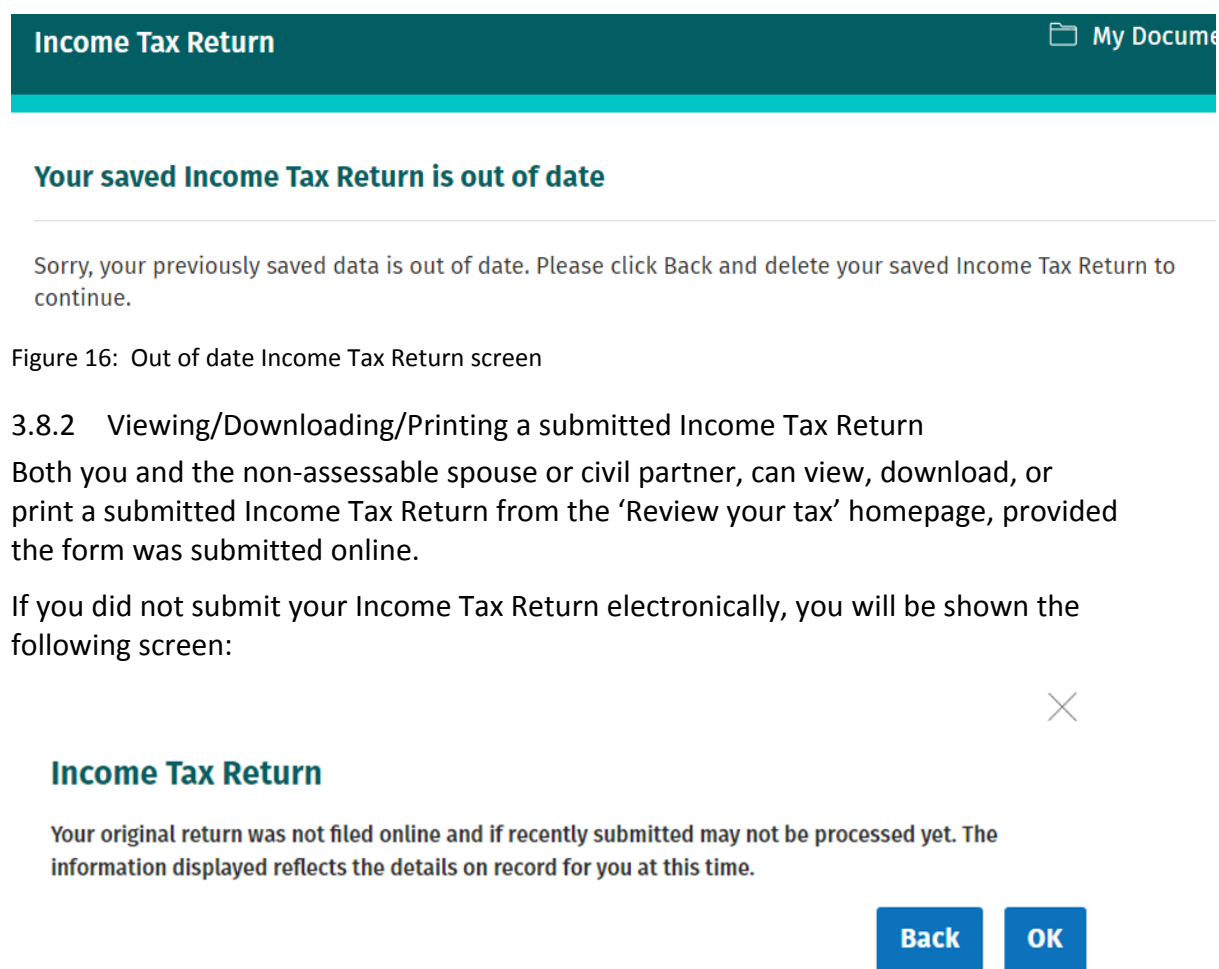 Income Tax Return
My Docume
Your saved Income Tax Return is out of date
Sorry, your previously saved data is out of date. Please click Back and delete your saved Income Tax Return to
continue.
Figure 16:  Out of date Income Tax Return screen
3.8.2    Viewing/Downloading/Printing a submitted Income Tax Return
Both you and the non-assessable spouse or civil partner, can view, download, or
print a submitted Income Tax Return from the ‘Review your tax’ homepage, provided
the form was submitted online.
If you did not submit your Income Tax Return electronically, you will be shown the
following screen:
Income Tax Return
Your original return was not filed online and if recently submitted may not be processed yet. The
information displayed reflects the details on record for you at this time.
Back
OK